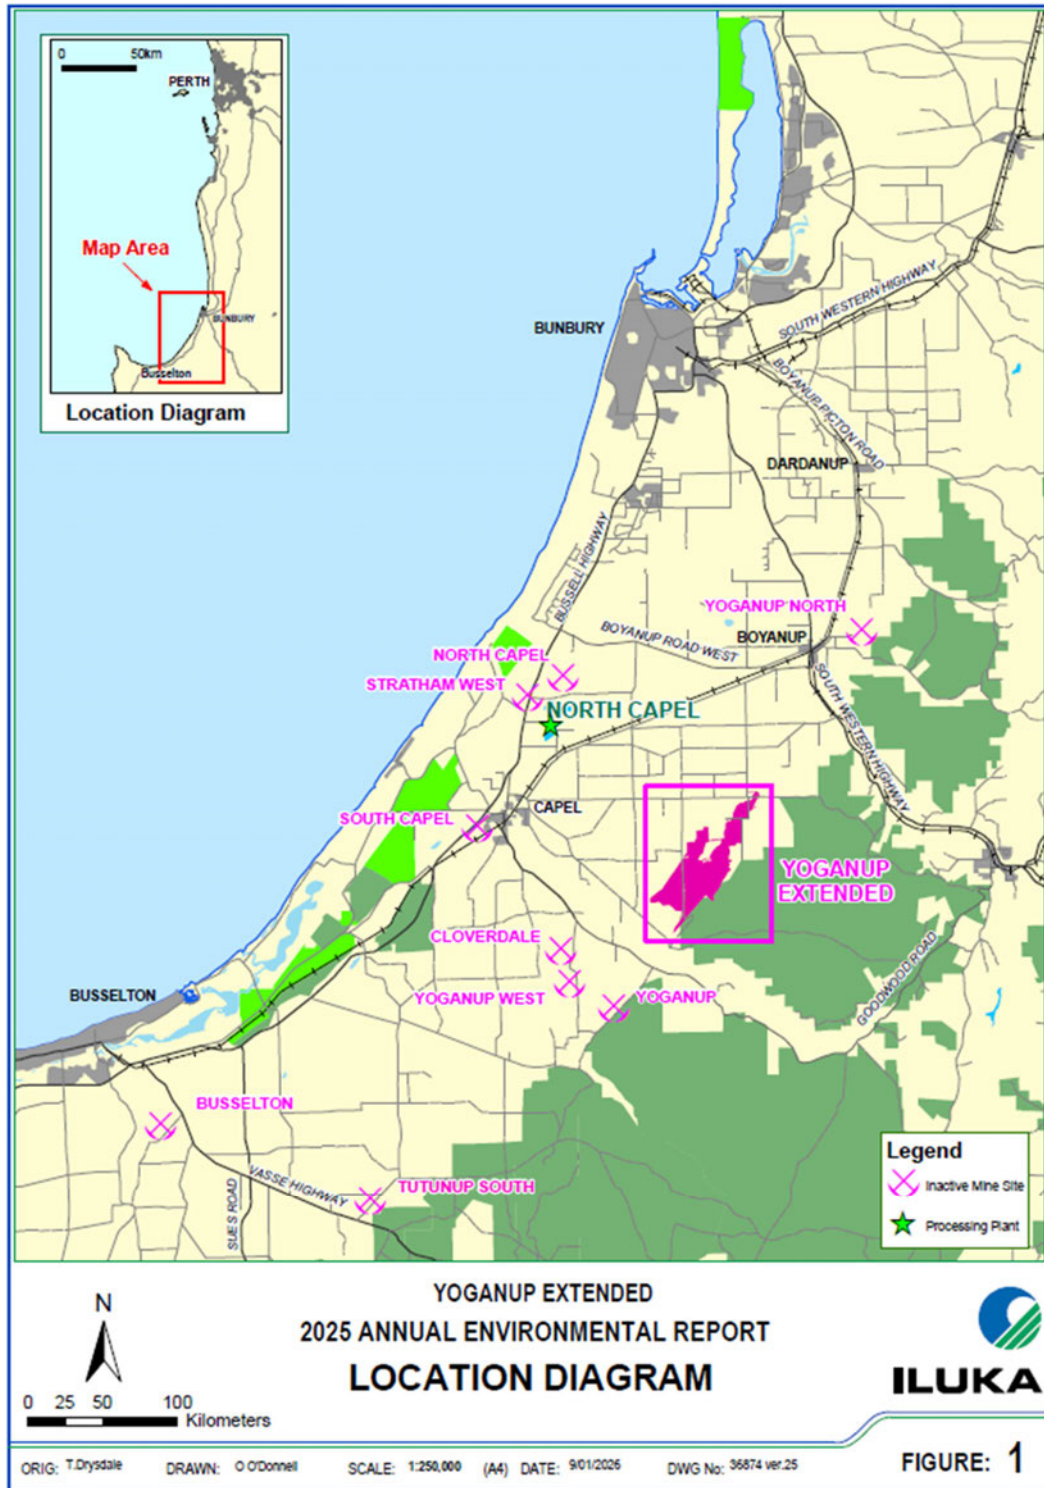 0 50km
PERTH
Map Area
BUNBURY
Busselton
Location Diagram
BUNBURY
SOUTH WESTERN HIGHWAY
BOYANUP PICTON ROAD
DARDANUP
BUSSELL HIGHWAY
YOGANUP NORTH
BOYANUP ROAD WEST
BOYANUP
NORTH CAPEL
STRATHAM WEST
NORTH CAPEL
SOUTH WESTERN HIGHWAY
SOUTH CAPEL
CAPEL
YOGANUP
EXTENDED
CLOVERDALE
GOODWOOD ROAD
BUSSELTON
YOGANUP WEST
YOGANUP
BUSSELTON
VASSE HIGHWAY
TUTUNUP SOUTH
SUES ROAD
Legend
Inactive Mine Site
Processing Plant
N
0 25 50 100
Kilometers
YOGANUP EXTENDED
2025 ANNUAL ENVIRONMENTAL REPORT
LOCATION DIAGRAM
ILUKA
ORIG: T.Drysdale DRAWN: O O'Donnell SCALE: 1:250,000 (A4) DATE: 9/01/2026 DWG No: 36874 ver.25
FIGURE: 1